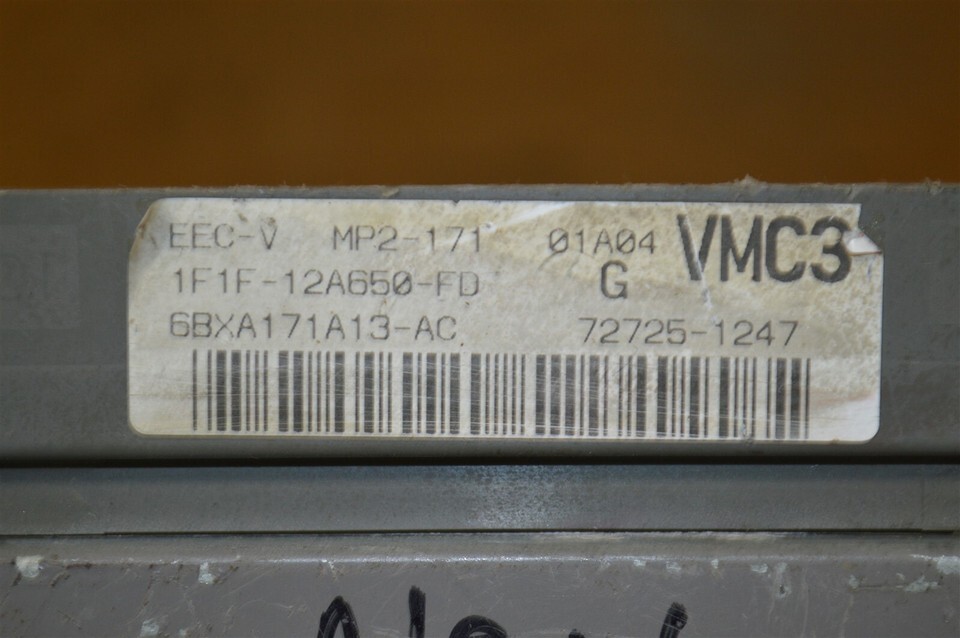 EEC-V MP2-171 01A04 VMC3
1F1F-12A650-FD G
6BXA171A13-AC 72725-1247